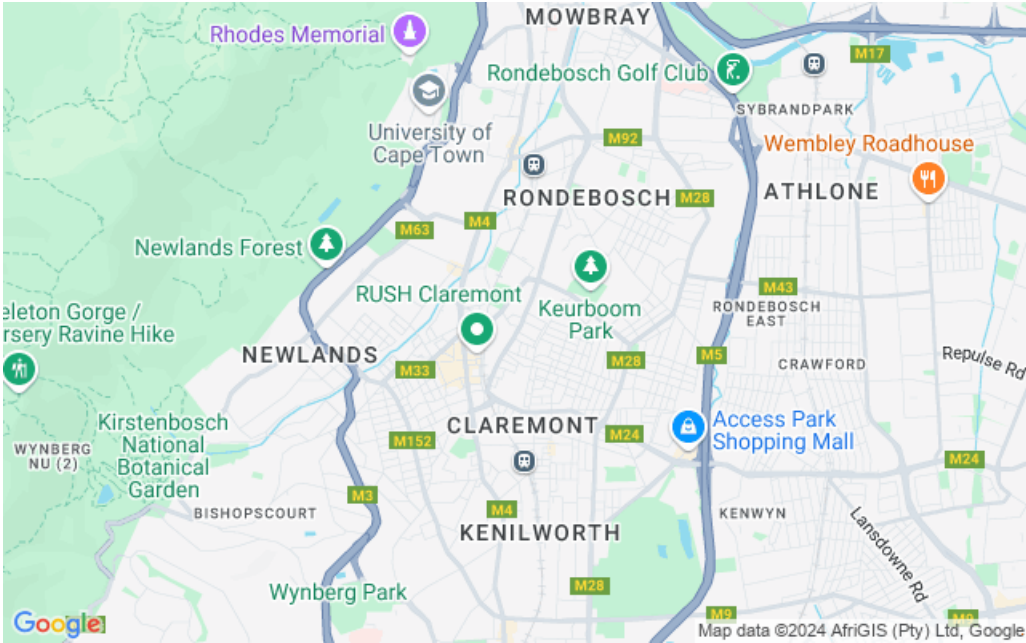 MOWBRAY
Rhodes Memorial
M17
Rondebosch Golf Club
SYBRANDPARK
University of
Cape Town
M92
Wembley Roadhouse
RONDEBOSCH
M28
ATHLONE
M63
M4
Newlands Forest
RUSH Claremont
Keurboom
Park
M43
RONDEBOSCH
EAST
eleton Gorge /
rsery Ravine Hike
NEWLANDS
M33
M28
M5
CRAWFORD
Repulse Rd
Kirstenbosch
National
Botanical
Garden
WYNBERG
NU (2)
CLAREMONT
M152
M24
Access Park
Shopping Mall
M24
M3
BISHOPSCOURT
M4
KENILWORTH
KENWYN
Lansdowne Rd
Wynberg Park
M28
M9
M9
Google
Map data ©2024 AfriGIS (Pty) Ltd, Google